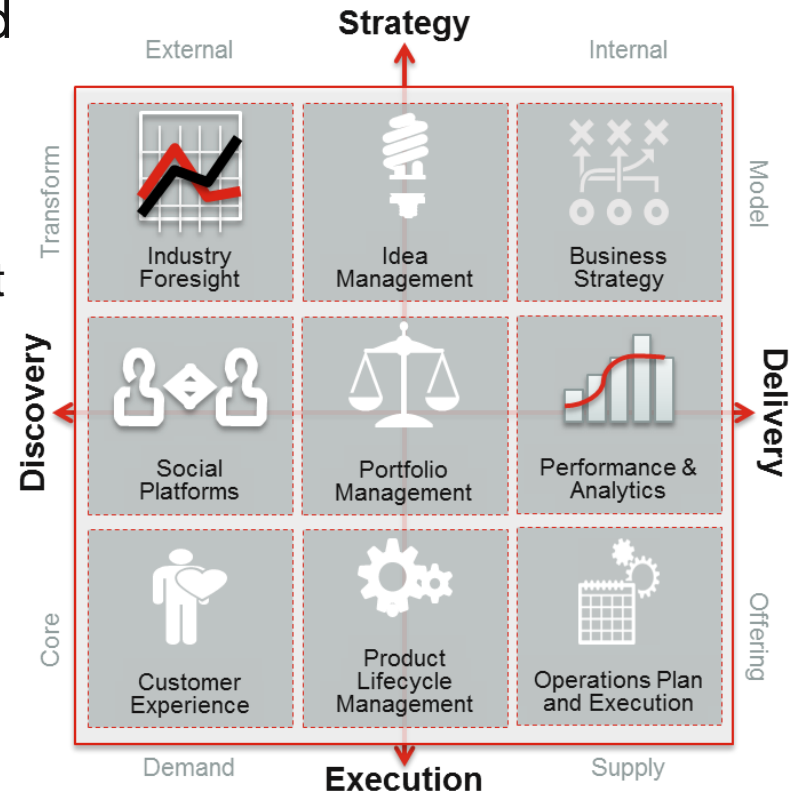 d
Strategy
External
Internal
Transform
Model
Industry
Foresight
Idea
Management
Business
Strategy
t
Discovery
Delivery
Social
Platforms
Portfolio
Management
Performance &
Analytics
Core
Offering
Customer
Experience
Product
Lifecycle
Management
Operations Plan
and Execution
Demand
Execution
Supply